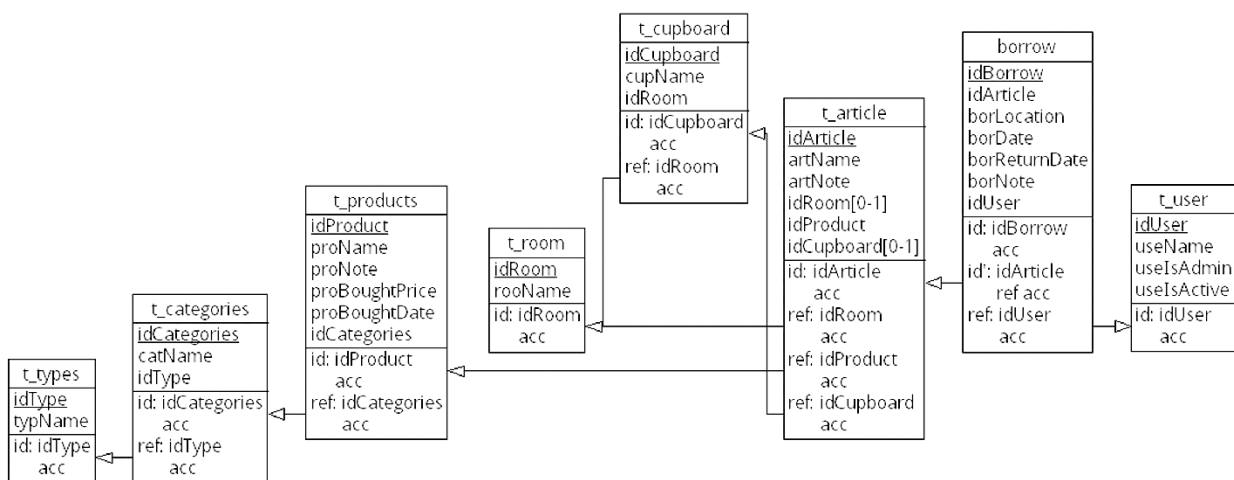 t_types
idType
typName
id: idType
acc
t_categories
idCategories
catName
idType
id: idCategories
acc
ref: idType
acc
t_products
idProduct
proName
proNote
proBoughtPrice
proBoughtDate
idCategories
id: idProduct
acc
ref: idCategories
acc
t_room
idRoom
rooName
id: idRoom
acc
t_cupboard
idCupboard
cupName
idRoom
id: idCupboard
acc
ref: idRoom
acc
t_article
idArticle
artName
artNote
idRoom[0-1]
idProduct
idCupboard[0-1]
id: idArticle
acc
ref: idRoom
acc
ref: idProduct
acc
ref: idCupboard
acc
borrow
idBorrow
idArticle
borLocation
borDate
borReturnDate
borNote
idUser
id: idBorrow
acc
id': idArticle
ref acc
ref: idUser
acc
t_user
idUser
useName
useIsAdmin
useIsActive
id: idUser
acc